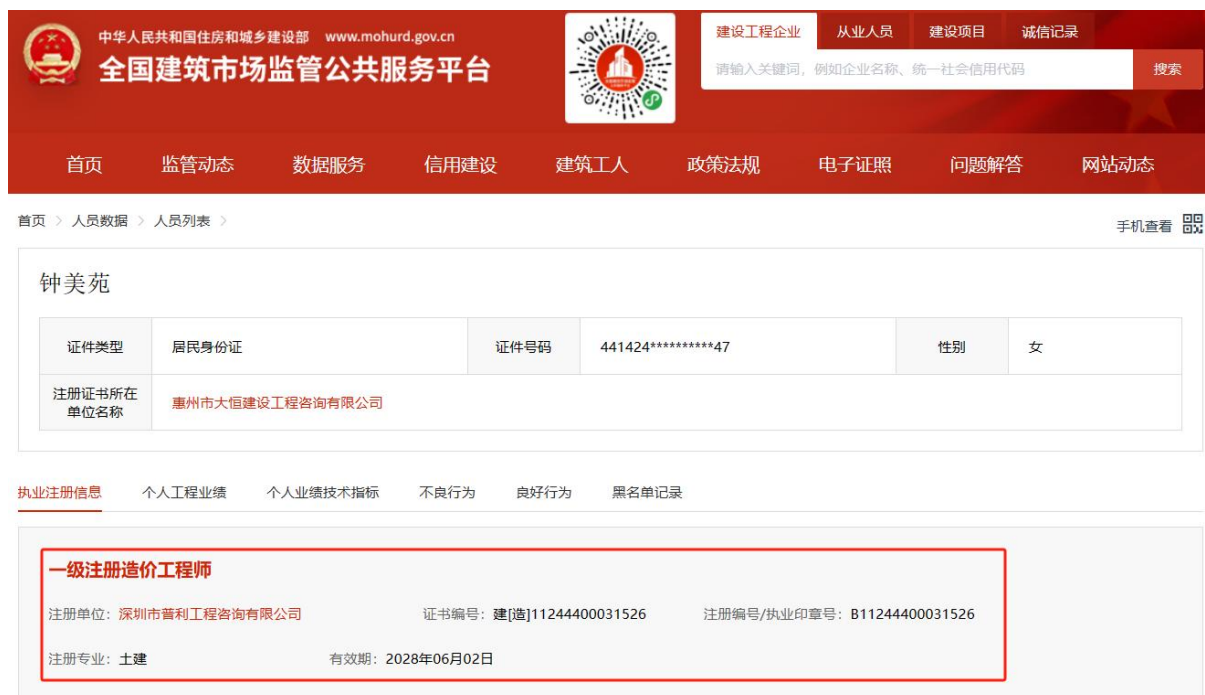 中华人民共和国住房和城乡建设部 www.mohurd.gov.cn
全国建筑市场监管公共服务平台
建设工程企业 从业人员 建设项目 诚信记录
请输入关键词，例如企业名称、统一社会信用代码 搜索
首页 监管动态 数据服务 信用建设 建筑工人 政策法规 电子证照 问题解答 网站动态
首页 > 人员数据 > 人员列表 >
手机查看
钟美苑
证件类型 居民身份证 证件号码 441424**********47 性别 女
注册证书所在
单位名称
惠州市大恒建设工程咨询有限公司
执业注册信息 个人工程业绩 个人业绩技术指标 不良行为 良好行为 黑名单记录
一级注册造价工程师
注册单位：深圳市普利工程咨询有限公司 证书编号：建[造]11244400031526 注册编号/执业印章号：B11244400031526
注册专业：土建 有效期：2028年06月02日